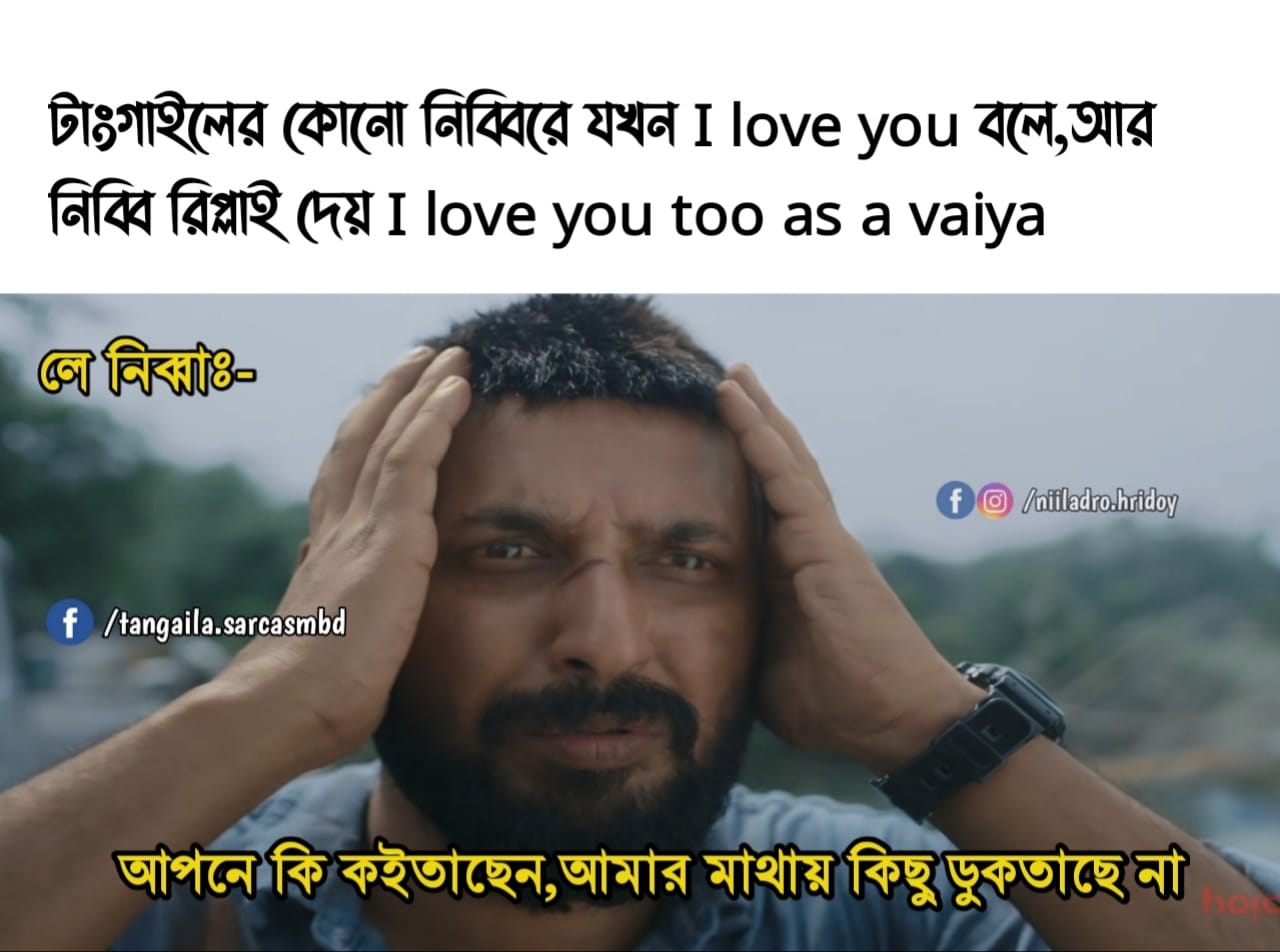 টাংগাইলের কোনো নিব্বিরে যখন I love you বলে,আর
নিব্বি রিপ্লাই দেয় I love you too as a vaiya
লে নিব্বাঃ-
/niiladro.hridoy
/tangaila.sarcasmbd
আপনে কি কইতাছেন,আমার মাথায় কিছু ডুকতাছে না